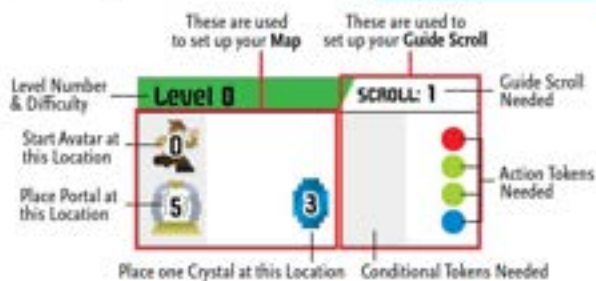 These are used
to set up your Map
These are used to
set up your Guide Scroll
Level Number
& Difficulty
Level 0
SCROLL: 1
Guide Scroll
Needed
Start Avatar at
this Location
0
Place Portal at
this Location
5
3
Action Tokens
Needed
Place one Crystal at this Location
Conditional Tokens Needed